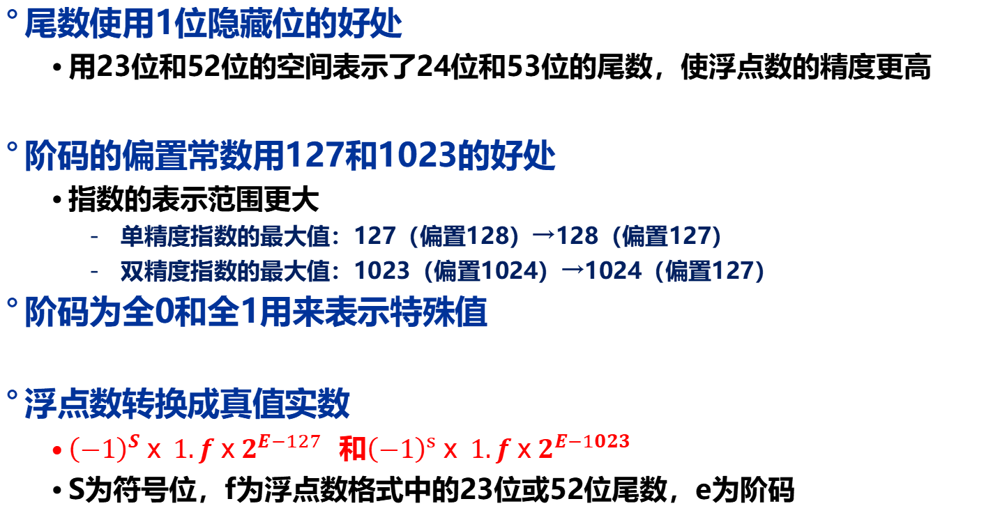 ° 尾数使用1位隐藏位的好处
• 用23位和52位的空间表示了24位和53位的尾数，使浮点数的精度更高
° 阶码的偏置常数用127和1023的好处
• 指数的表示范围更大
- 单精度指数的最大值：127（偏置128）→128（偏置127）
- 双精度指数的最大值：1023（偏置1024）→1024（偏置127）
° 阶码为全0和全1用来表示特殊值
° 浮点数转换成真值实数
• (−1)^S x 1.f x 2^{E−127} 和(−1)^s x 1.f x 2^{E−1023}
• S为符号位，f为浮点数格式中的23位或52位尾数，e为阶码